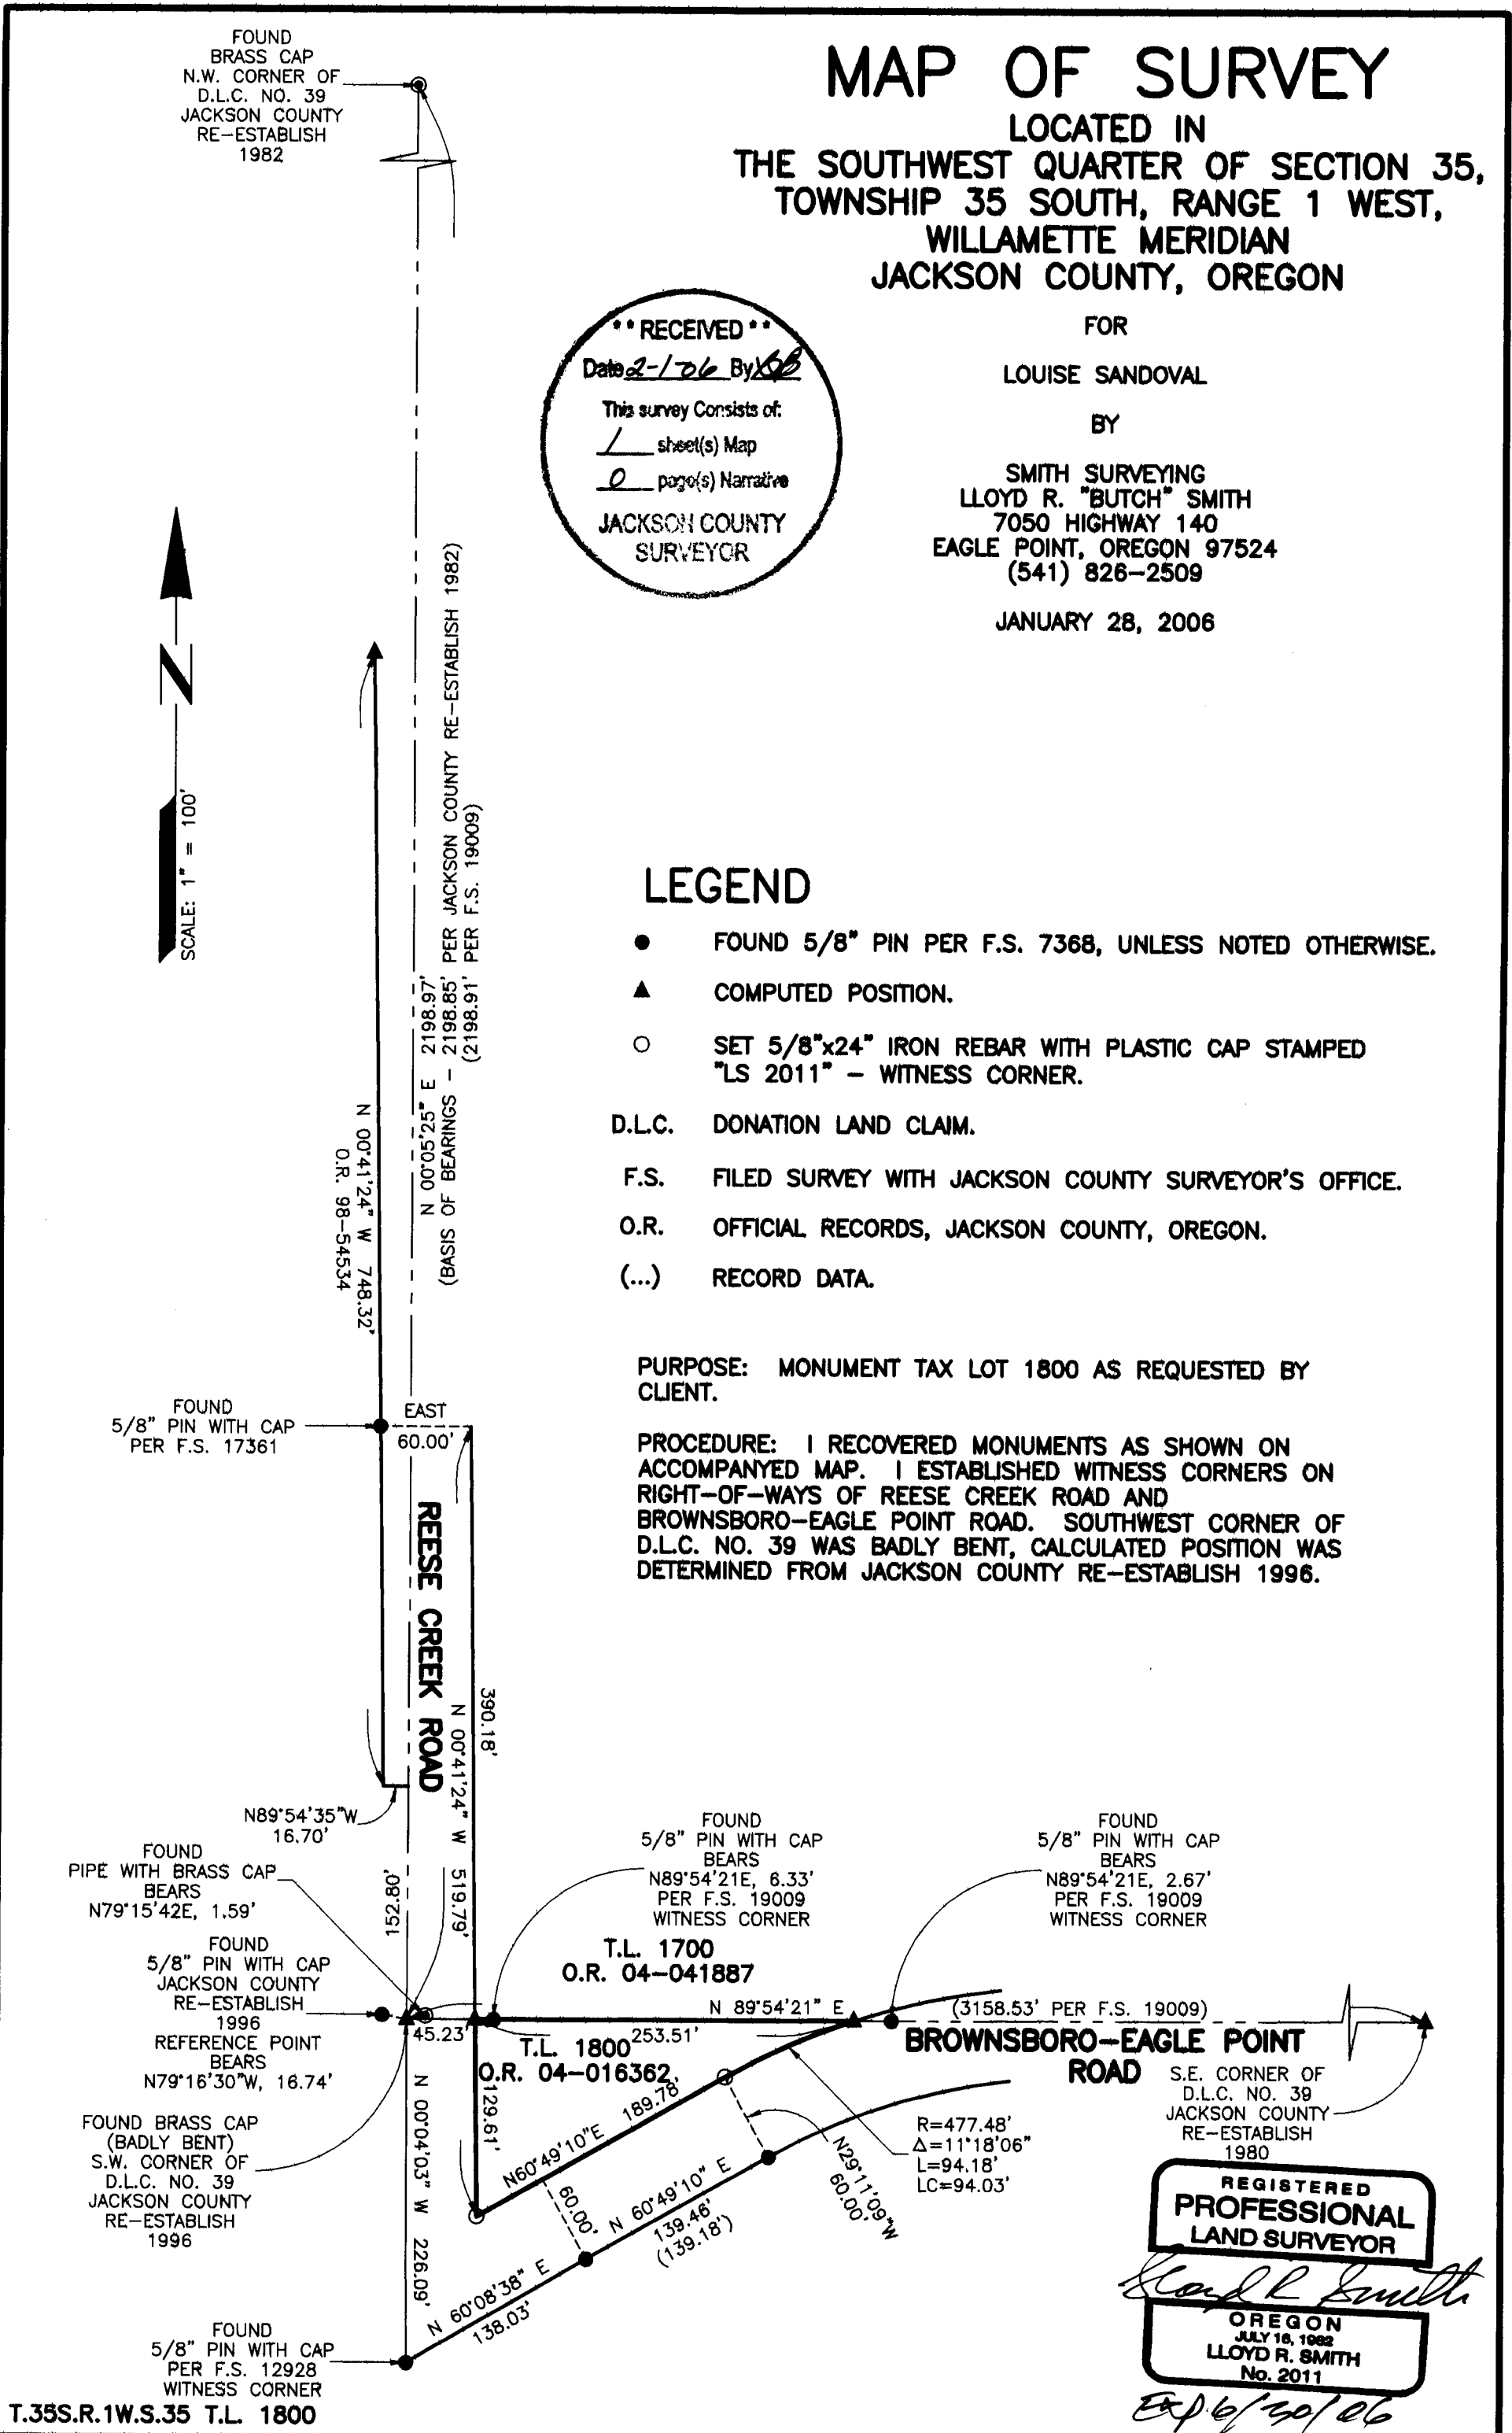 FOUND
BRASS CAP
N.W. CORNER OF
D.L.C. NO. 39
JACKSON COUNTY
RE-ESTABLISH
1982
MAP OF SURVEY
LOCATED IN
THE SOUTHWEST QUARTER OF SECTION 35,
TOWNSHIP 35 SOUTH, RANGE 1 WEST,
WILLAMETTE MERIDIAN
JACKSON COUNTY, OREGON
FOR
LOUISE SANDOVAL
BY
SMITH SURVEYING
LLOYD R. "BUTCH" SMITH
7050 HIGHWAY 140
EAGLE POINT, OREGON 97524
(541) 826-2509
JANUARY 28, 2006
** RECEIVED **
Date 2-1-06 By
This survey Consists of:
1 sheet(s) Map
0 page(s) Narrative
JACKSON COUNTY
SURVEYOR
N
SCALE: 1" = 100'
N 00°05'25" E 2198.97'
(BASIS OF BEARINGS - 2198.85' PER JACKSON COUNTY RE-ESTABLISH 1982)
(2198.91' PER F.S. 19009)
N 00°41'24" W 748.32'
O.R. 98-54534
LEGEND
FOUND 5/8" PIN PER F.S. 7368, UNLESS NOTED OTHERWISE.
COMPUTED POSITION.
SET 5/8"x24" IRON REBAR WITH PLASTIC CAP STAMPED
"LS 2011" - WITNESS CORNER.
D.L.C. DONATION LAND CLAIM.
F.S. FILED SURVEY WITH JACKSON COUNTY SURVEYOR'S OFFICE.
O.R. OFFICIAL RECORDS, JACKSON COUNTY, OREGON.
(...) RECORD DATA.
PURPOSE: MONUMENT TAX LOT 1800 AS REQUESTED BY
CLIENT.
PROCEDURE: I RECOVERED MONUMENTS AS SHOWN ON
ACCOMPANYED MAP. I ESTABLISHED WITNESS CORNERS ON
RIGHT-OF-WAYS OF REESE CREEK ROAD AND
BROWNSBORO-EAGLE POINT ROAD. SOUTHWEST CORNER OF
D.L.C. NO. 39 WAS BADLY BENT, CALCULATED POSITION WAS
DETERMINED FROM JACKSON COUNTY RE-ESTABLISH 1996.
FOUND
5/8" PIN WITH CAP
PER F.S. 17361
EAST
60.00'
REESE CREEK ROAD
390.18'
N 00°41'24" W 519.79'
N89°54'35"W
16.70'
152.80'
FOUND
PIPE WITH BRASS CAP
BEARS
N79°15'42E, 1.59'
FOUND
5/8" PIN WITH CAP
JACKSON COUNTY
RE-ESTABLISH
1996
REFERENCE POINT
BEARS
N79°16'30"W, 16.74'
FOUND BRASS CAP
(BADLY BENT)
S.W. CORNER OF
D.L.C. NO. 39
JACKSON COUNTY
RE-ESTABLISH
1996
FOUND
5/8" PIN WITH CAP
BEARS
N89°54'21E, 6.33'
PER F.S. 19009
WITNESS CORNER
FOUND
5/8" PIN WITH CAP
BEARS
N89°54'21E, 2.67'
PER F.S. 19009
WITNESS CORNER
T.L. 1700
O.R. 04-041887
N 89°54'21" E
(3158.53' PER F.S. 19009)
45.23'
253.51'
T.L. 1800
O.R. 04-016362
BROWNSBORO-EAGLE POINT
ROAD
S.E. CORNER OF
D.L.C. NO. 39
JACKSON COUNTY
RE-ESTABLISH
1980
129.61'
N60°49'10"E 189.78'
R=477.48'
Δ=11°18'06"
L=94.18'
LC=94.03'
N29°11'09"W
60.00'
60.00'
N 60°49'10" E
139.46'
(139.18')
N 00°04'03" W 226.09'
N 60°08'38" E
138.03'
FOUND
5/8" PIN WITH CAP
PER F.S. 12928
WITNESS CORNER
REGISTERED
PROFESSIONAL
LAND SURVEYOR
Lloyd R Smith
OREGON
JULY 16, 1982
LLOYD R. SMITH
No. 2011
Exp 6/30/06
T.35S.R.1W.S.35 T.L. 1800